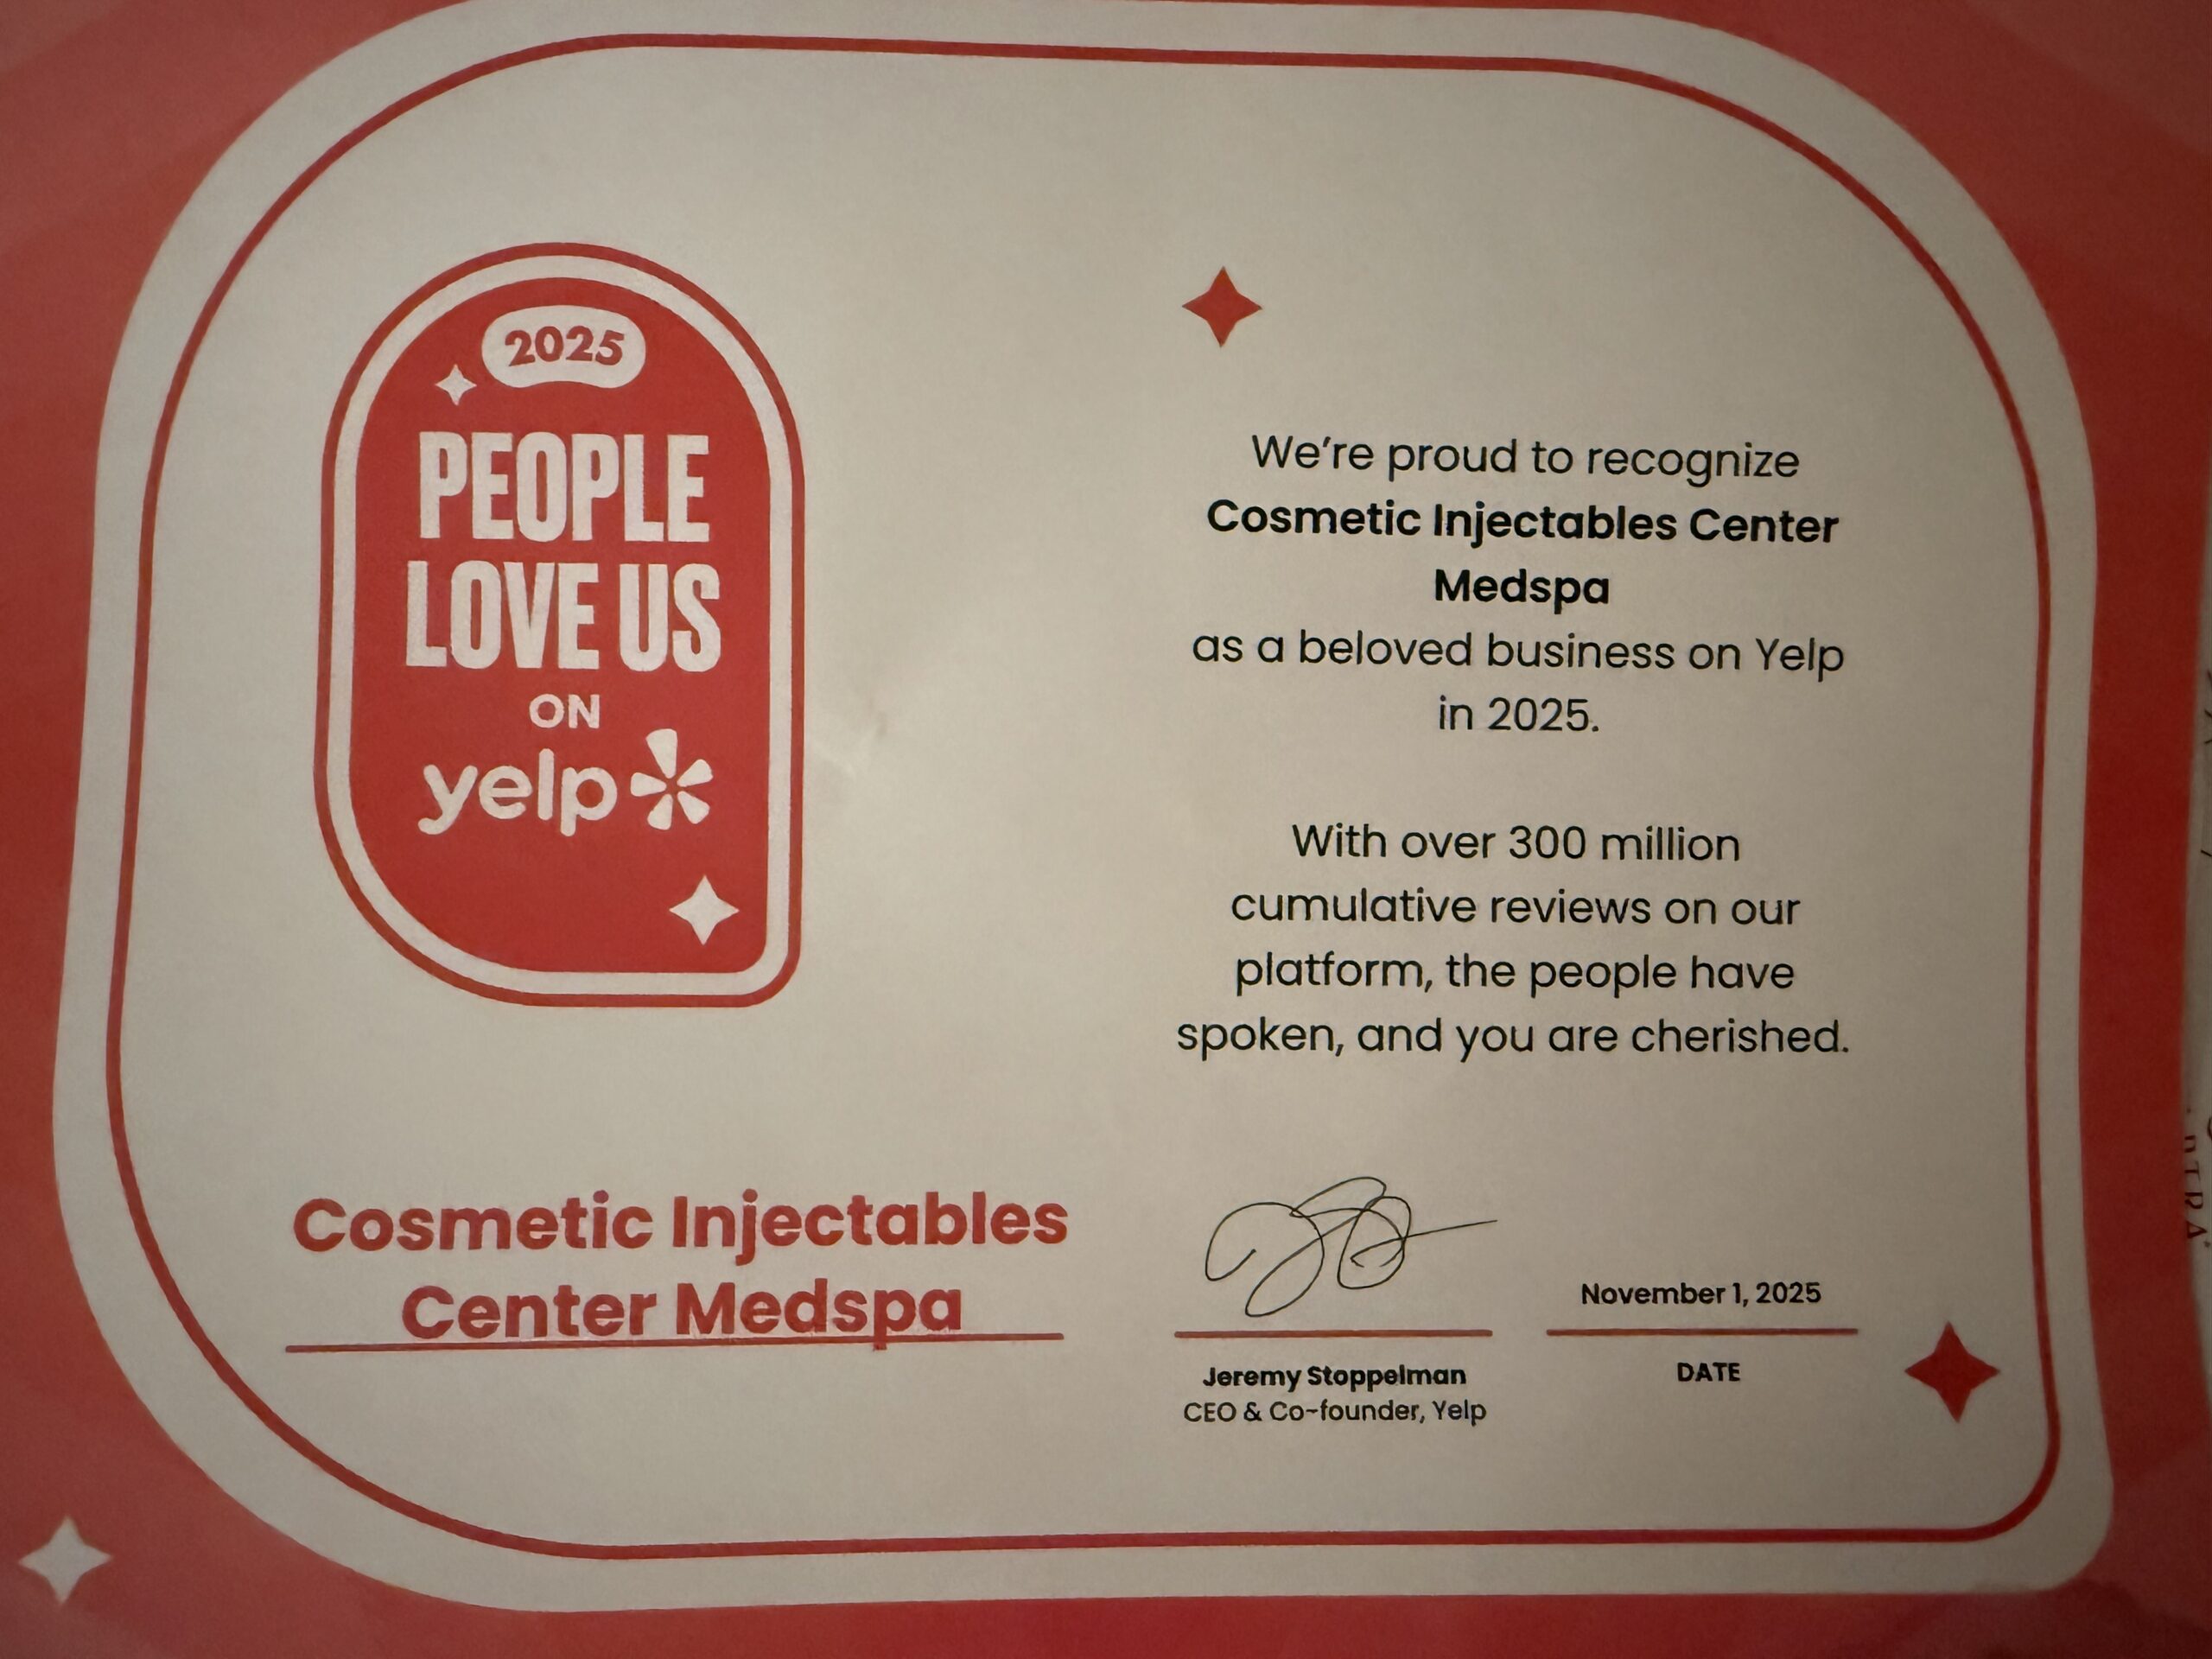 2025
PEOPLE
LOVE US
ON
yelp
We're proud to recognize
Cosmetic Injectables Center
Medspa
as a beloved business on Yelp
in 2025.
With over 300 million
cumulative reviews on our
platform, the people have
spoken, and you are cherished.
Cosmetic Injectables
Center Medspa
Jeremy Stoppelman
CEO & Co-founder, Yelp
November 1, 2025
DATE